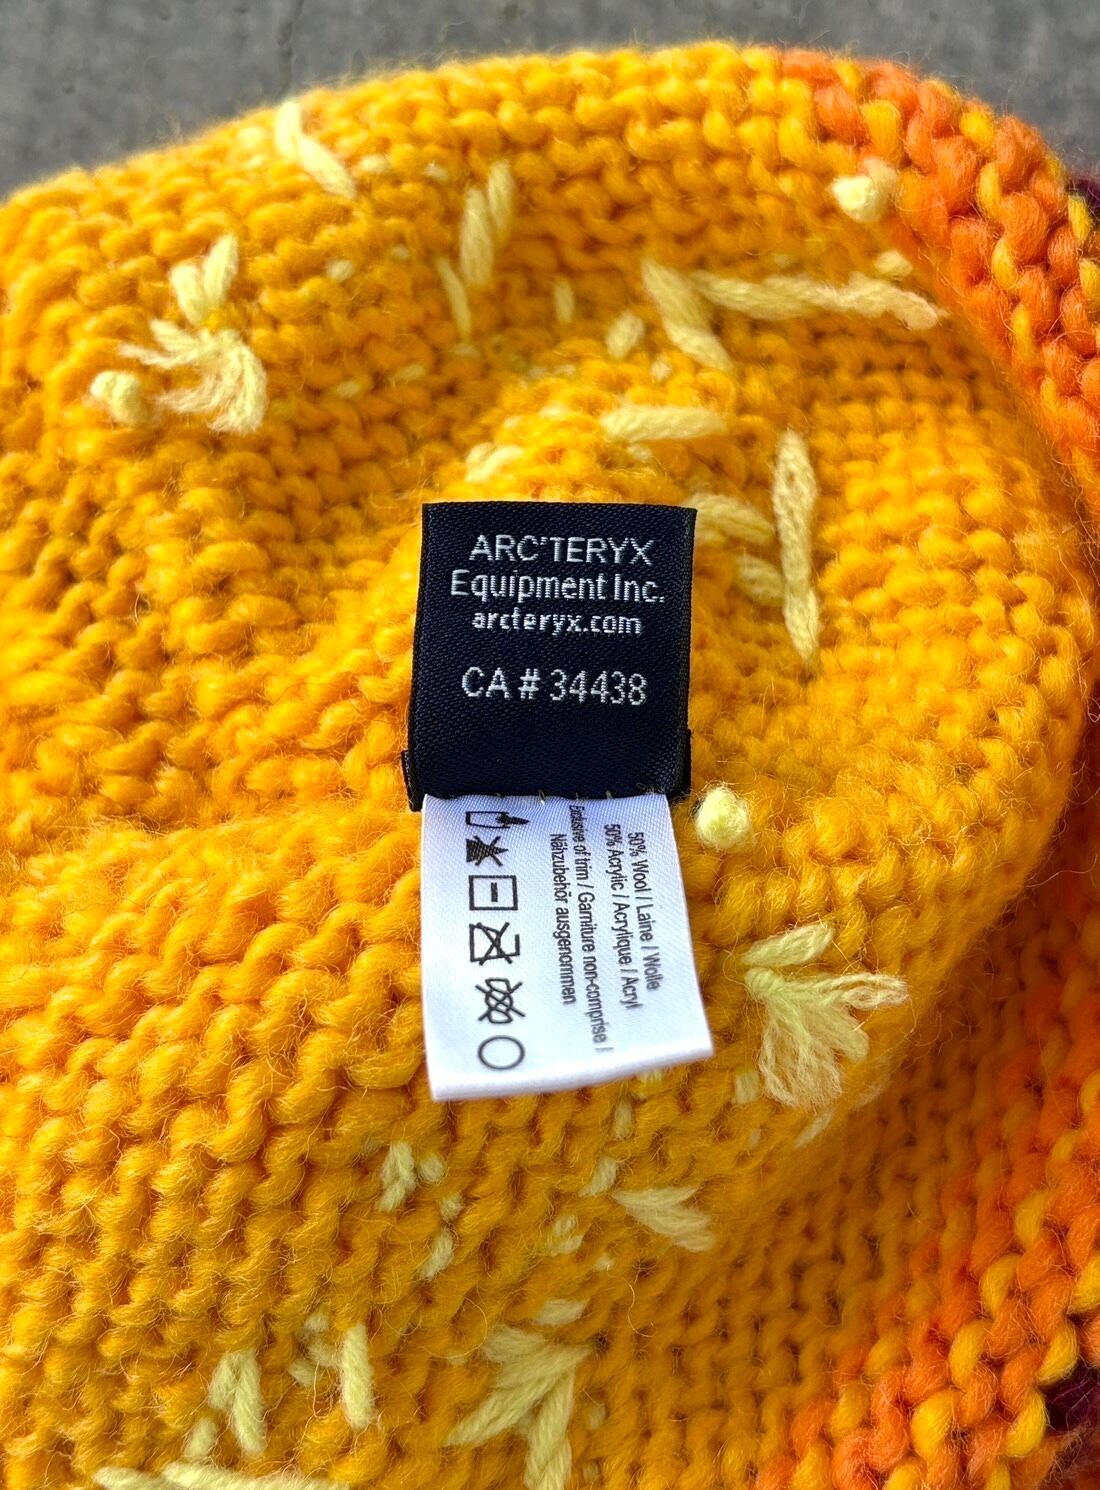 ARC'TERYX
Equipment Inc.
arcteryx.com
CA # 34438
50% Wool / Laine / Wolle
50% Acrylic / Acrylique / Acryl
Exclusive of trim / Garniture non-comprise /
Nähzubehör ausgenommen